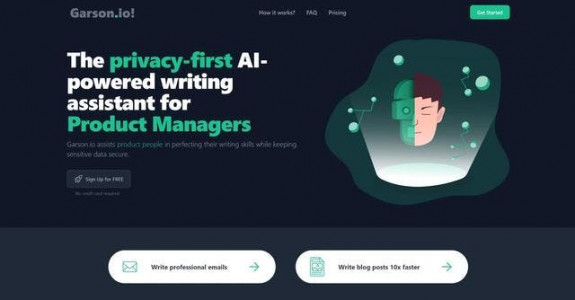 Garson.io!
How it works?
FAQ
Pricing
Get Started
The privacy-first AI-
powered writing
assistant for
Product Managers
Garson.io assists product people in perfecting their writing skills while keeping
sensitive data secure.
Sign Up for FREE
No credit card required
Write professional emails
Write blog posts 10x faster